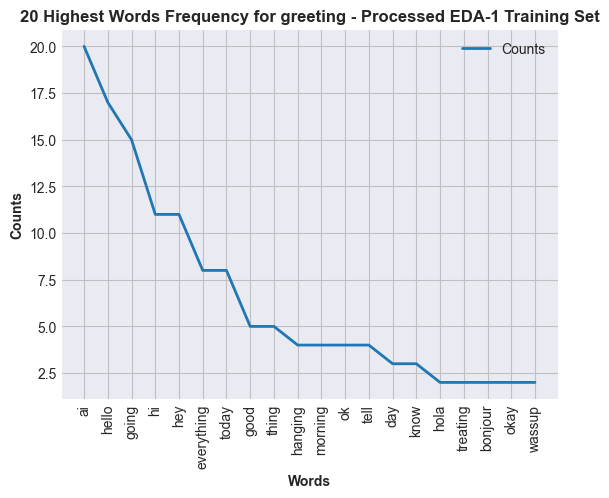 20 Highest Words Frequency for greeting - Processed EDA-1 Training Set
Counts
20.0
17.5
15.0
12.5
10.0
7.5
5.0
2.5
Counts
ai
hello
going
hi
hey
everything
today
good
thing
hanging
morning
ok
tell
day
know
hola
treating
bonjour
okay
wassup
Words